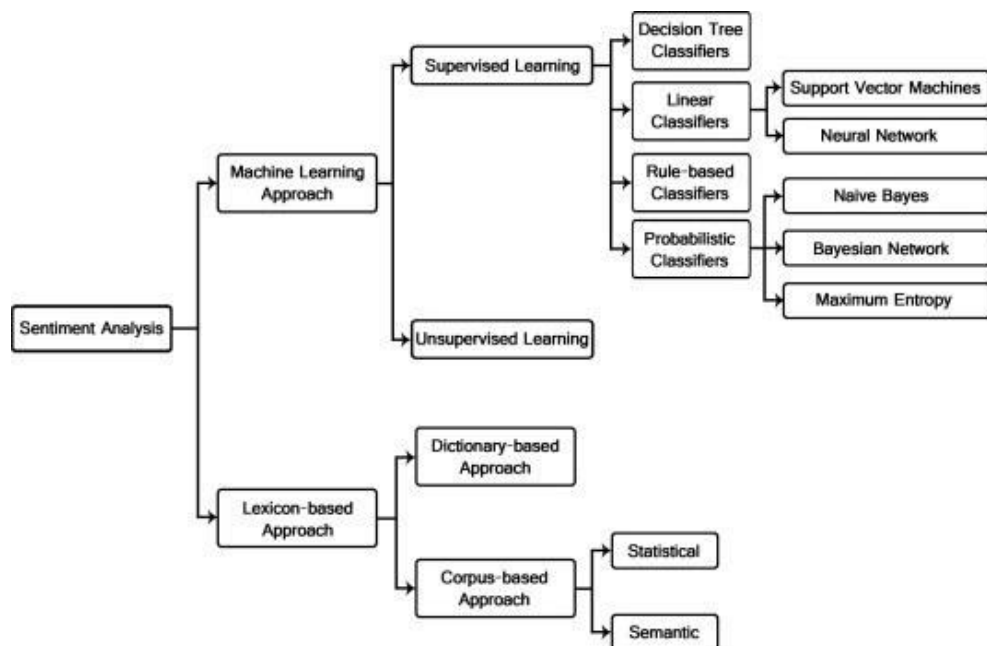 Decision Tree
Classifiers
Supervised Learning
Support Vector Machines
Linear
Classifiers
Neural Network
Machine Learning
Approach
Rule-based
Classifiers
Naive Bayes
Probabilistic
Classifiers
Bayesian Network
Maximum Entropy
Sentiment Analysis
Unsupervised Learning
Dictionary-based
Approach
Lexicon-based
Approach
Statistical
Corpus-based
Approach
Semantic